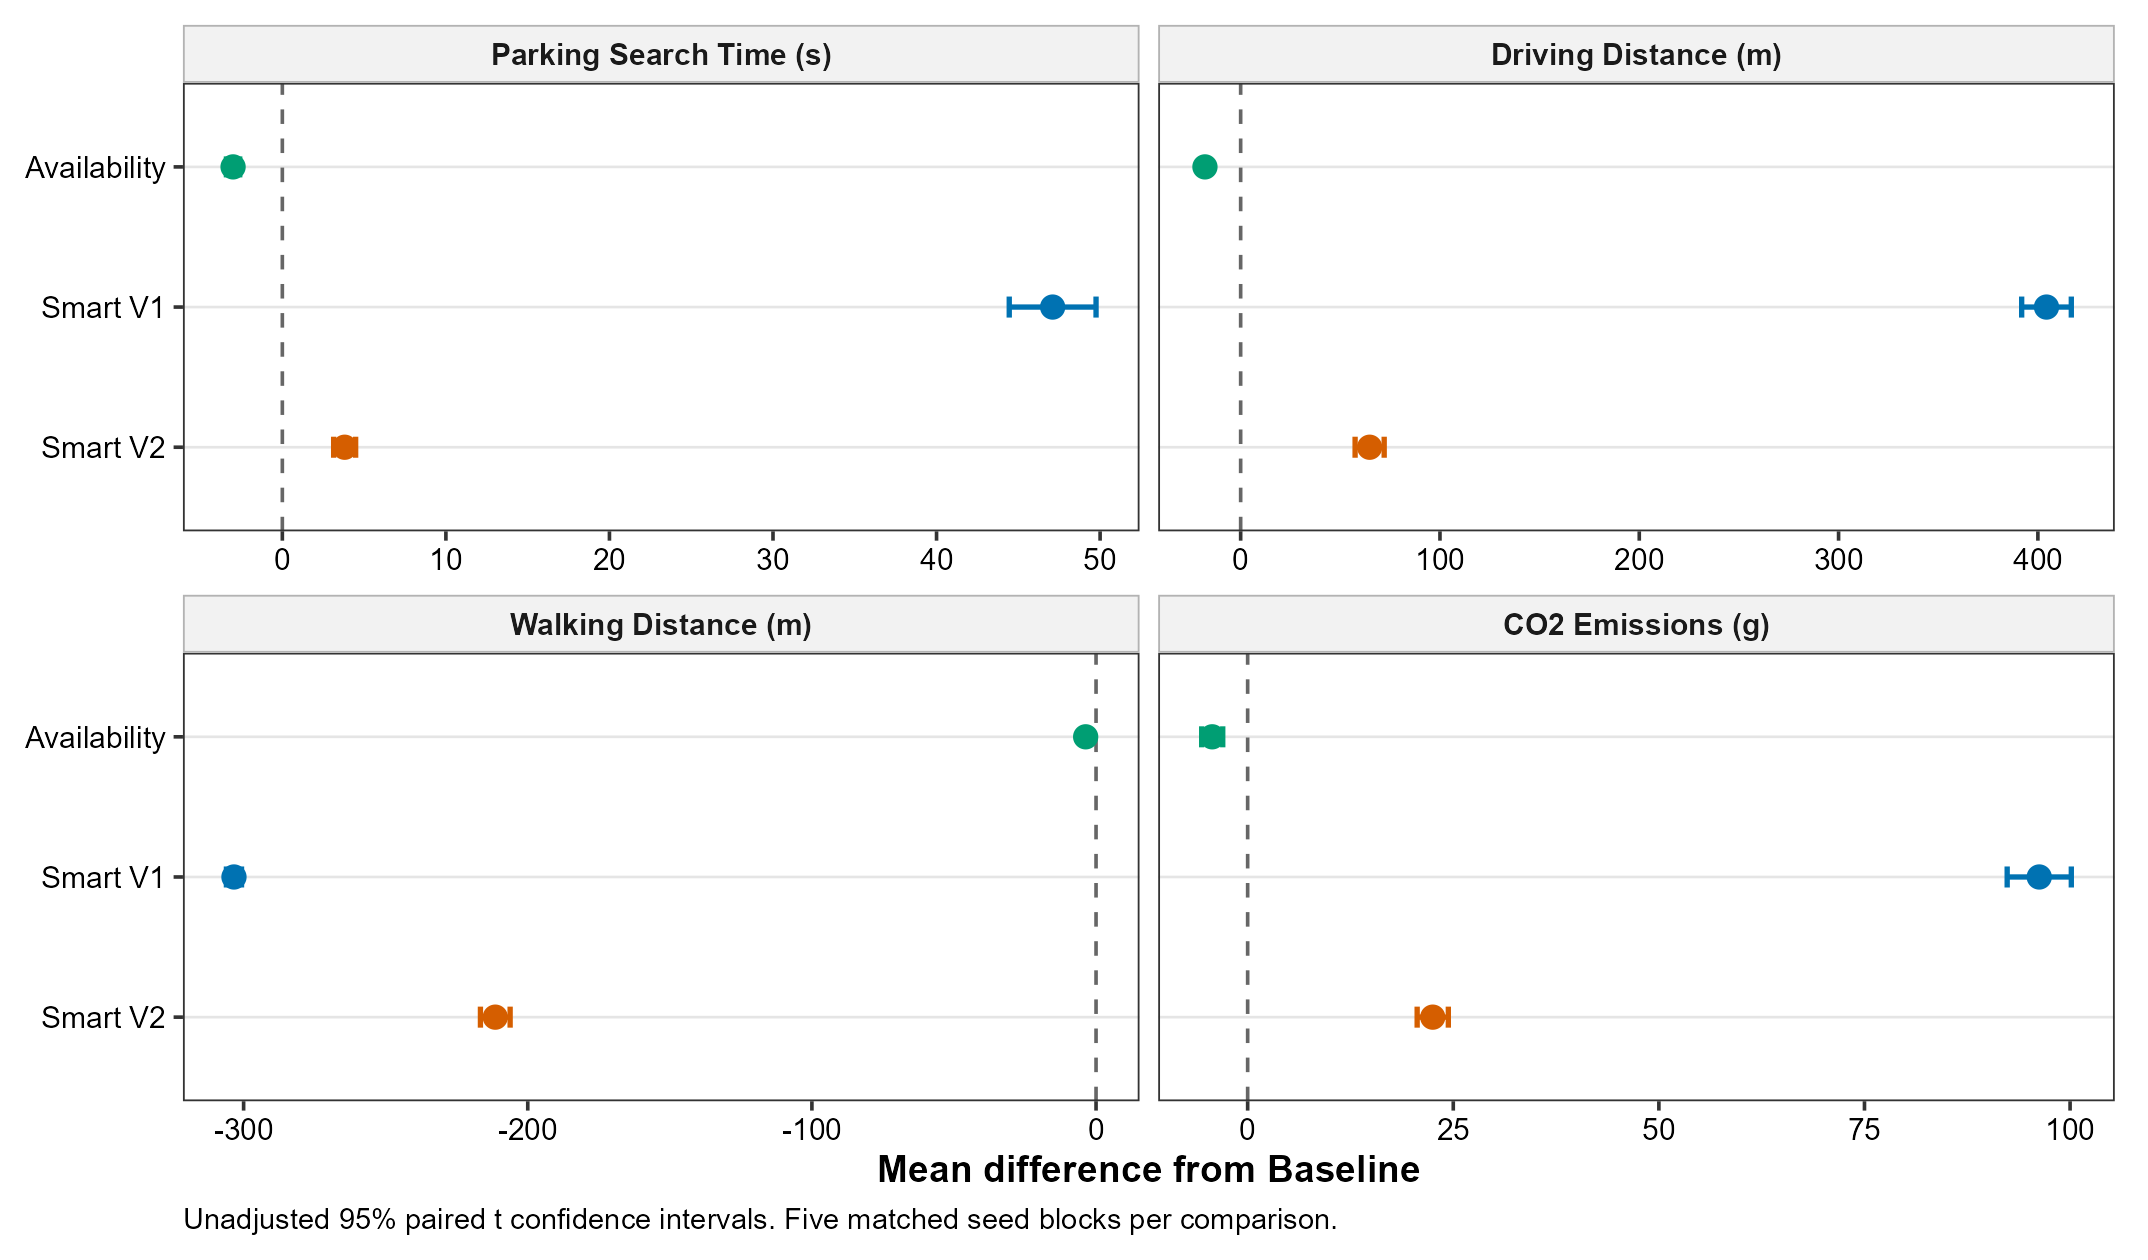 Parking Search Time (s)
Driving Distance (m)
Availability
Smart V1
Smart V2
0 10 20 30 40 50
0 100 200 300 400
Walking Distance (m)
CO2 Emissions (g)
Availability
Smart V1
Smart V2
-300 -200 -100 0
0 25 50 75 100
Mean difference from Baseline
Unadjusted 95% paired t confidence intervals. Five matched seed blocks per comparison.